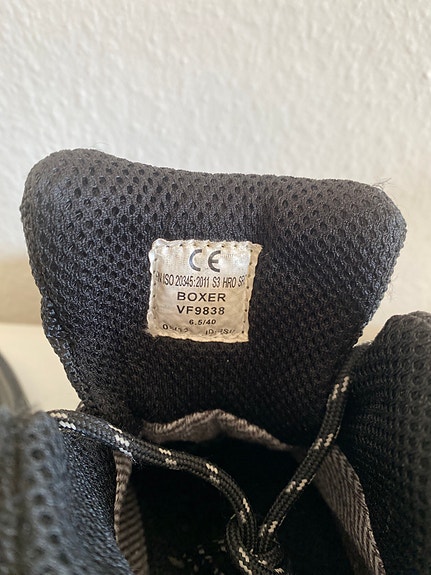 CE
ISO 20345:2011 S3 HRO
BOXER
VF9838
6.5/40